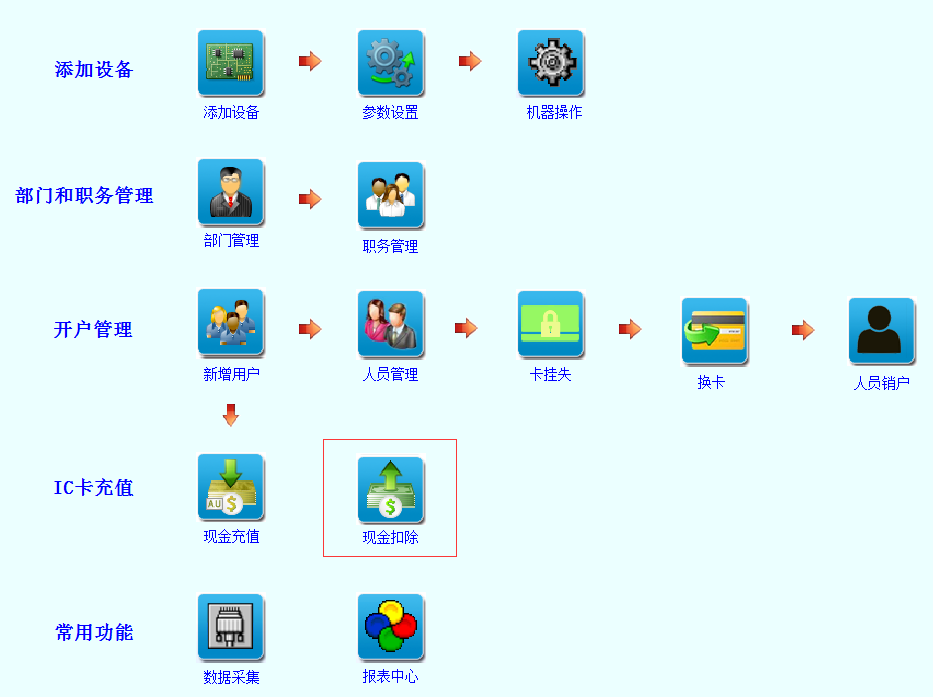 添加设备
添加设备
参数设置
机器操作
部门和职务管理
部门管理
职务管理
开户管理
新增用户
人员管理
卡挂失
换卡
人员销户
IC卡充值
AU
$
现金充值
$
现金扣除
常用功能
数据采集
报表中心